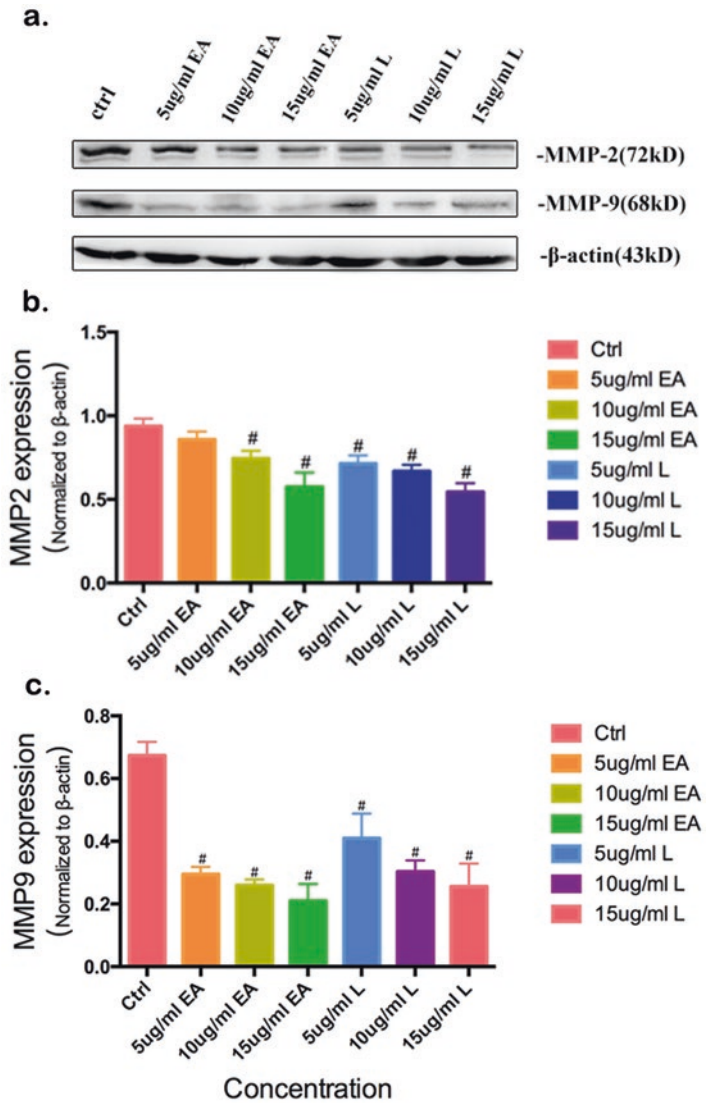 a.
ctrl
5ug/ml EA
10ug/ml EA
15ug/ml EA
5ug/ml L
10ug/ml L
15ug/ml L
-MMP-2(72kD)
-MMP-9(68kD)
-β-actin(43kD)
b.
MMP2 expression
(Normalized to β-actin)
1.5
1.0
0.5
0.0
# # # # #
Ctrl
5ug/ml EA
10ug/ml EA
15ug/ml EA
5ug/ml L
10ug/ml L
15ug/ml L
Ctrl
5ug/ml EA
10ug/ml EA
15ug/ml EA
5ug/ml L
10ug/ml L
15ug/ml L
c.
MMP9 expression
(Normalized to β-actin)
0.8
0.6
0.4
0.2
0.0
# # # # # #
Ctrl
5ug/ml EA
10ug/ml EA
15ug/ml EA
5ug/ml L
10ug/ml L
15ug/ml L
Concentration
Ctrl
5ug/ml EA
10ug/ml EA
15ug/ml EA
5ug/ml L
10ug/ml L
15ug/ml L